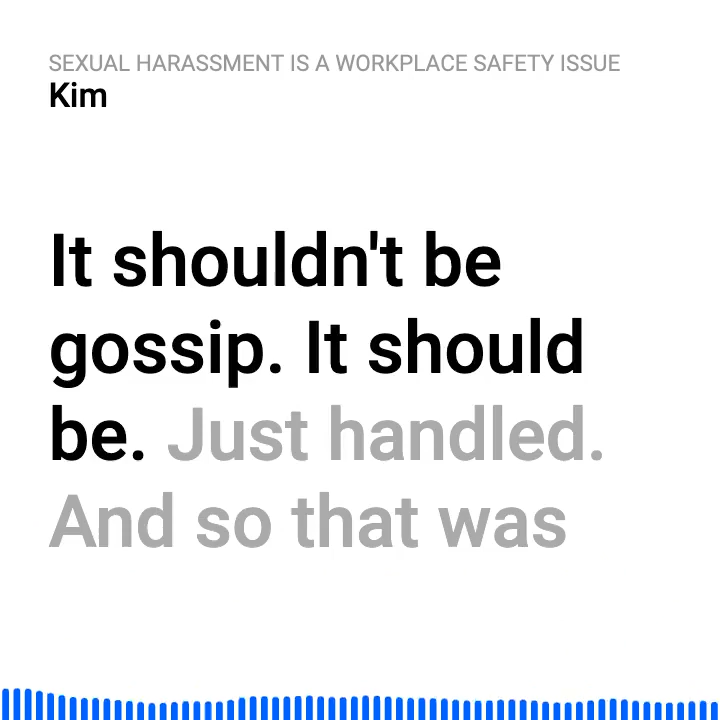 SEXUAL HARASSMENT IS A WORKPLACE SAFETY ISSUE
Kim
It shouldn't be
gossip. It should
be. Just handled.
And so that was